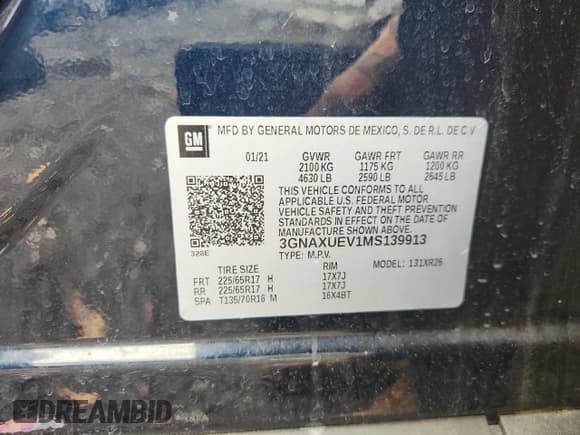 GM MFD BY GENERAL MOTORS DE MEXICO, S. DE R.L. DE C.V
01/21 GVWR GAWR FRT GAWR RR
2100 KG 1175 KG 1200 KG
4630 LB 2590 LB 2645 LB
THIS VEHICLE CONFORMS TO ALL
APPLICABLE U.S. FEDERAL MOTOR
VEHICLE SAFETY AND THEFT PREVENTION
STANDARDS IN EFFECT ON THE DATE OF
MANUFACTURE SHOWN ABOVE.
3GNAXUEV1MS139913
328E TYPE: M.P.V. MODEL: 131XR26
TIRE SIZE RIM
FRT 225/65R17 H 17X7J
RR 225/65R17 H 17X7J
SPA T135/70R16 M 16X4BT
DREAMBID